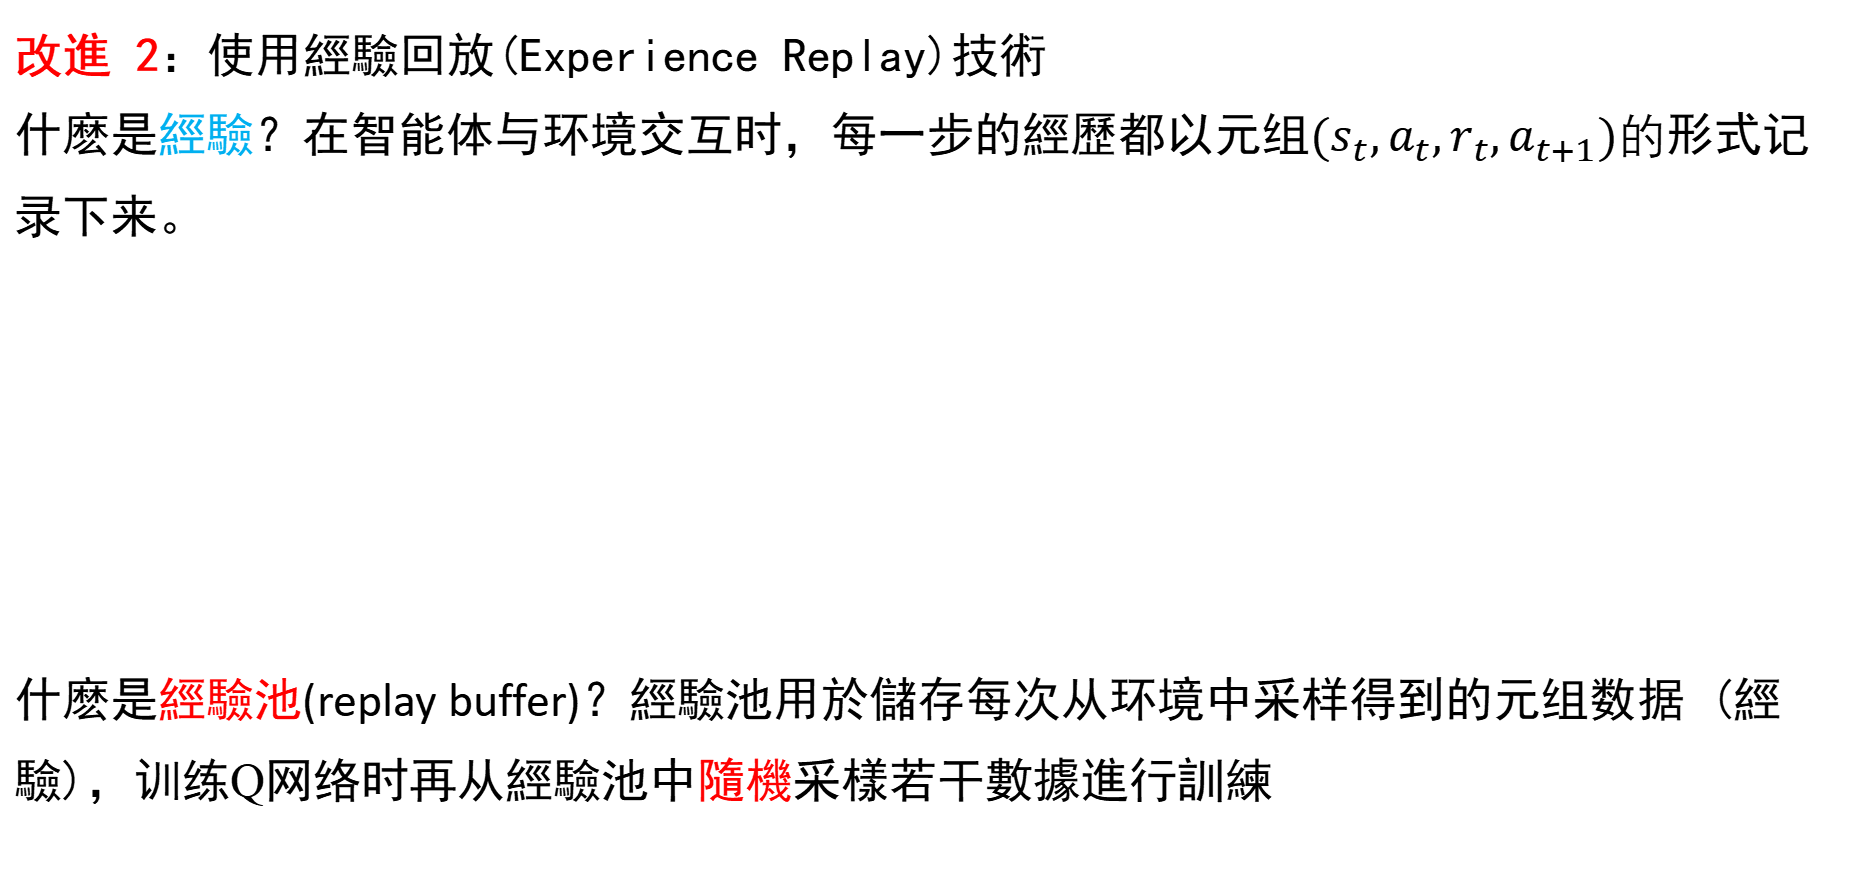 改進 2：使用經驗回放(Experience Replay)技術
什麽是經驗？在智能体与环境交互时，每一步的經歷都以元组(s_t, a_t, r_t, a_{t+1})的形式记
录下来。
什麽是經驗池(replay buffer)？經驗池用於儲存每次从环境中采样得到的元组数据（經
驗），训练Q网络时再从經驗池中隨機采樣若干數據進行訓練